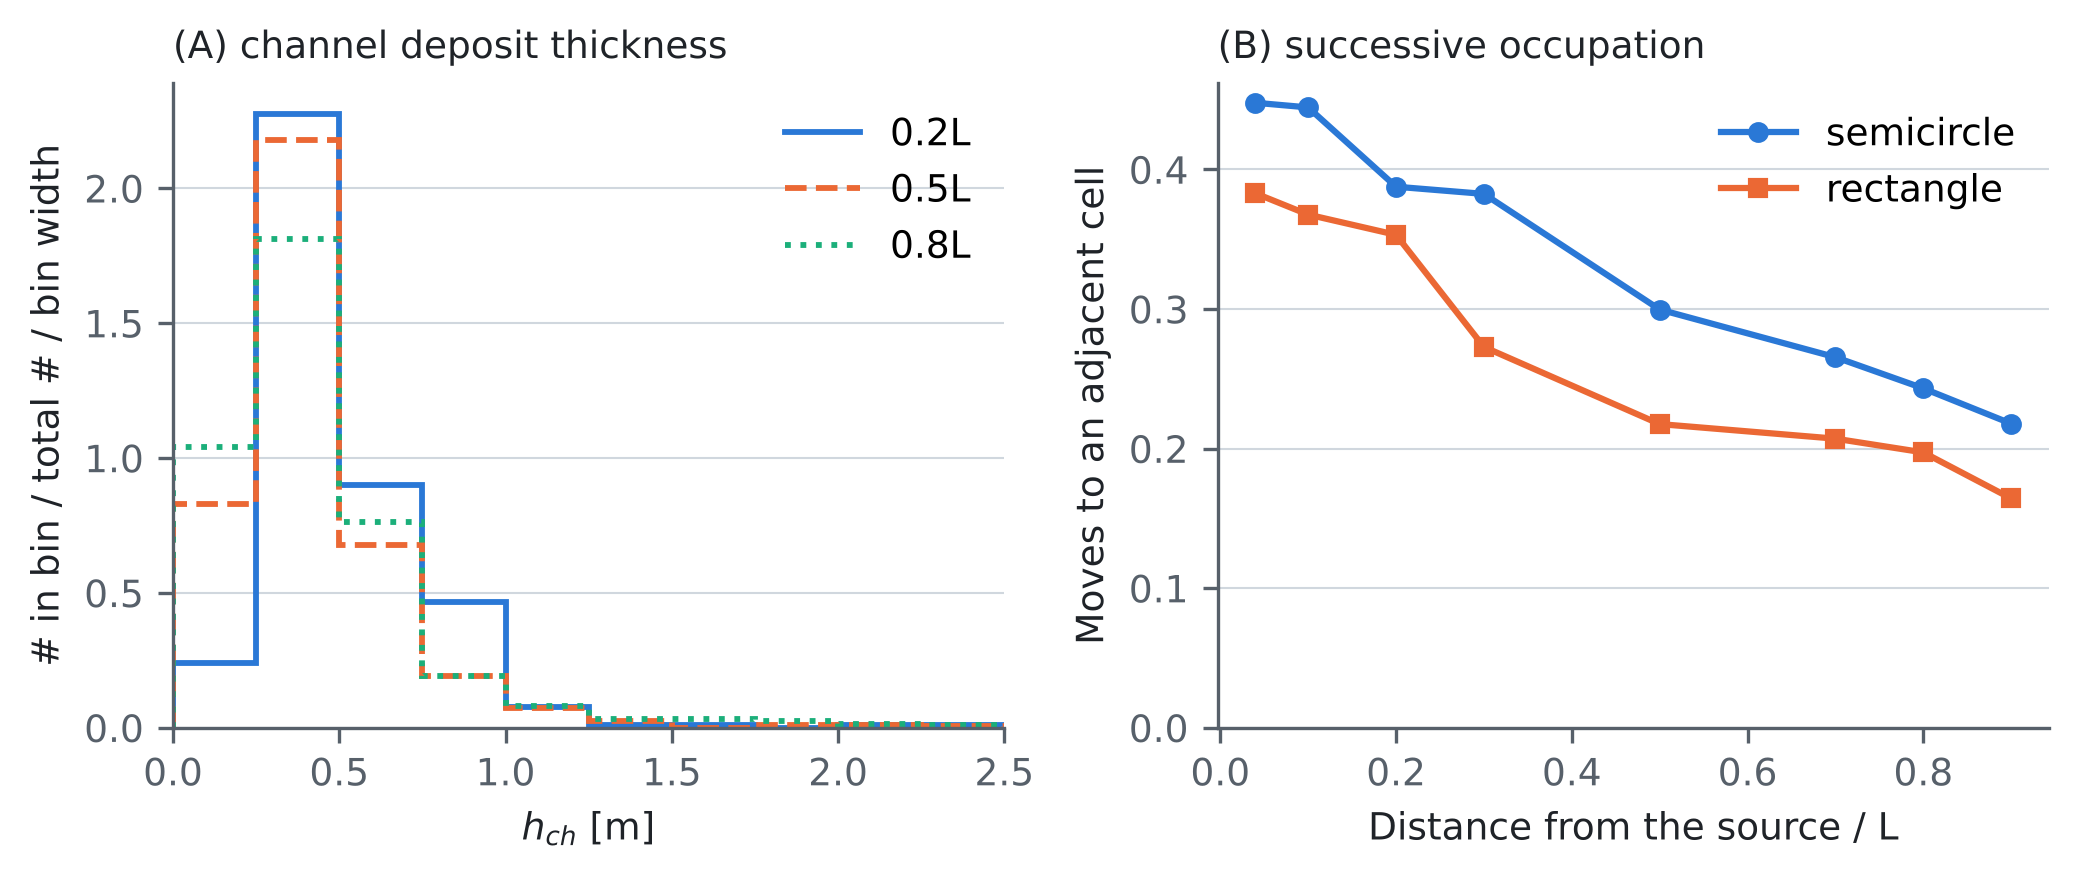 (A) channel deposit thickness
# in bin / total # / bin width
2.0
1.5
1.0
0.5
0.0
0.0 0.5 1.0 1.5 2.0 2.5
h_ch [m]
0.2L
0.5L
0.8L
(B) successive occupation
Moves to an adjacent cell
0.4
0.3
0.2
0.1
0.0
0.0 0.2 0.4 0.6 0.8
Distance from the source / L
semicircle
rectangle